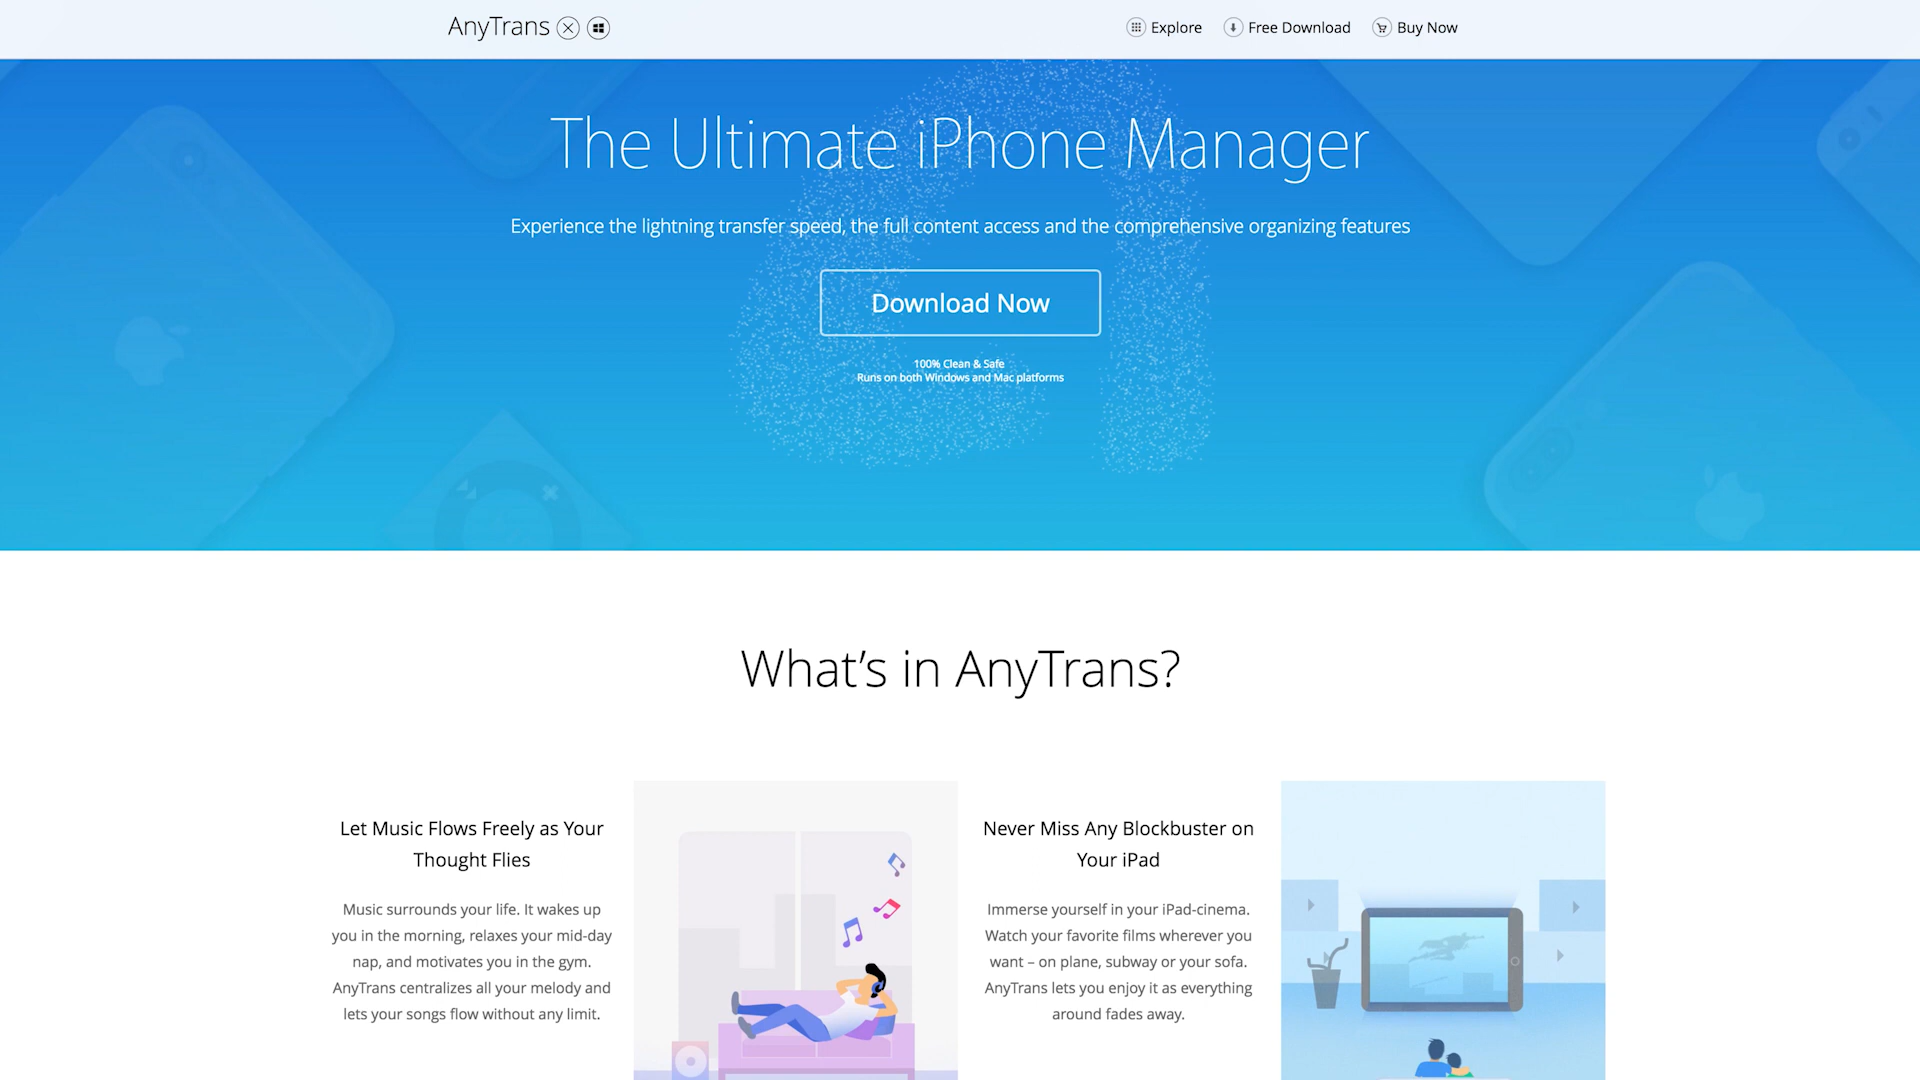 AnyTrans
Explore
Free Download
Buy Now
The Ultimate iPhone Manager
Experience the lightning transfer speed, the full content access and the comprehensive organizing features
Download Now
100% Clean & Safe
Runs on both Windows and Mac platforms
What's in AnyTrans?
Let Music Flows Freely as Your
Thought Flies
Music surrounds your life. It wakes up
you in the morning, relaxes your mid-day
nap, and motivates you in the gym.
AnyTrans centralizes all your melody and
lets your songs flow without any limit.
Never Miss Any Blockbuster on
Your iPad
Immerse yourself in your iPad-cinema.
Watch your favorite films wherever you
want – on plane, subway or your sofa.
AnyTrans lets you enjoy it as everything
around fades away.